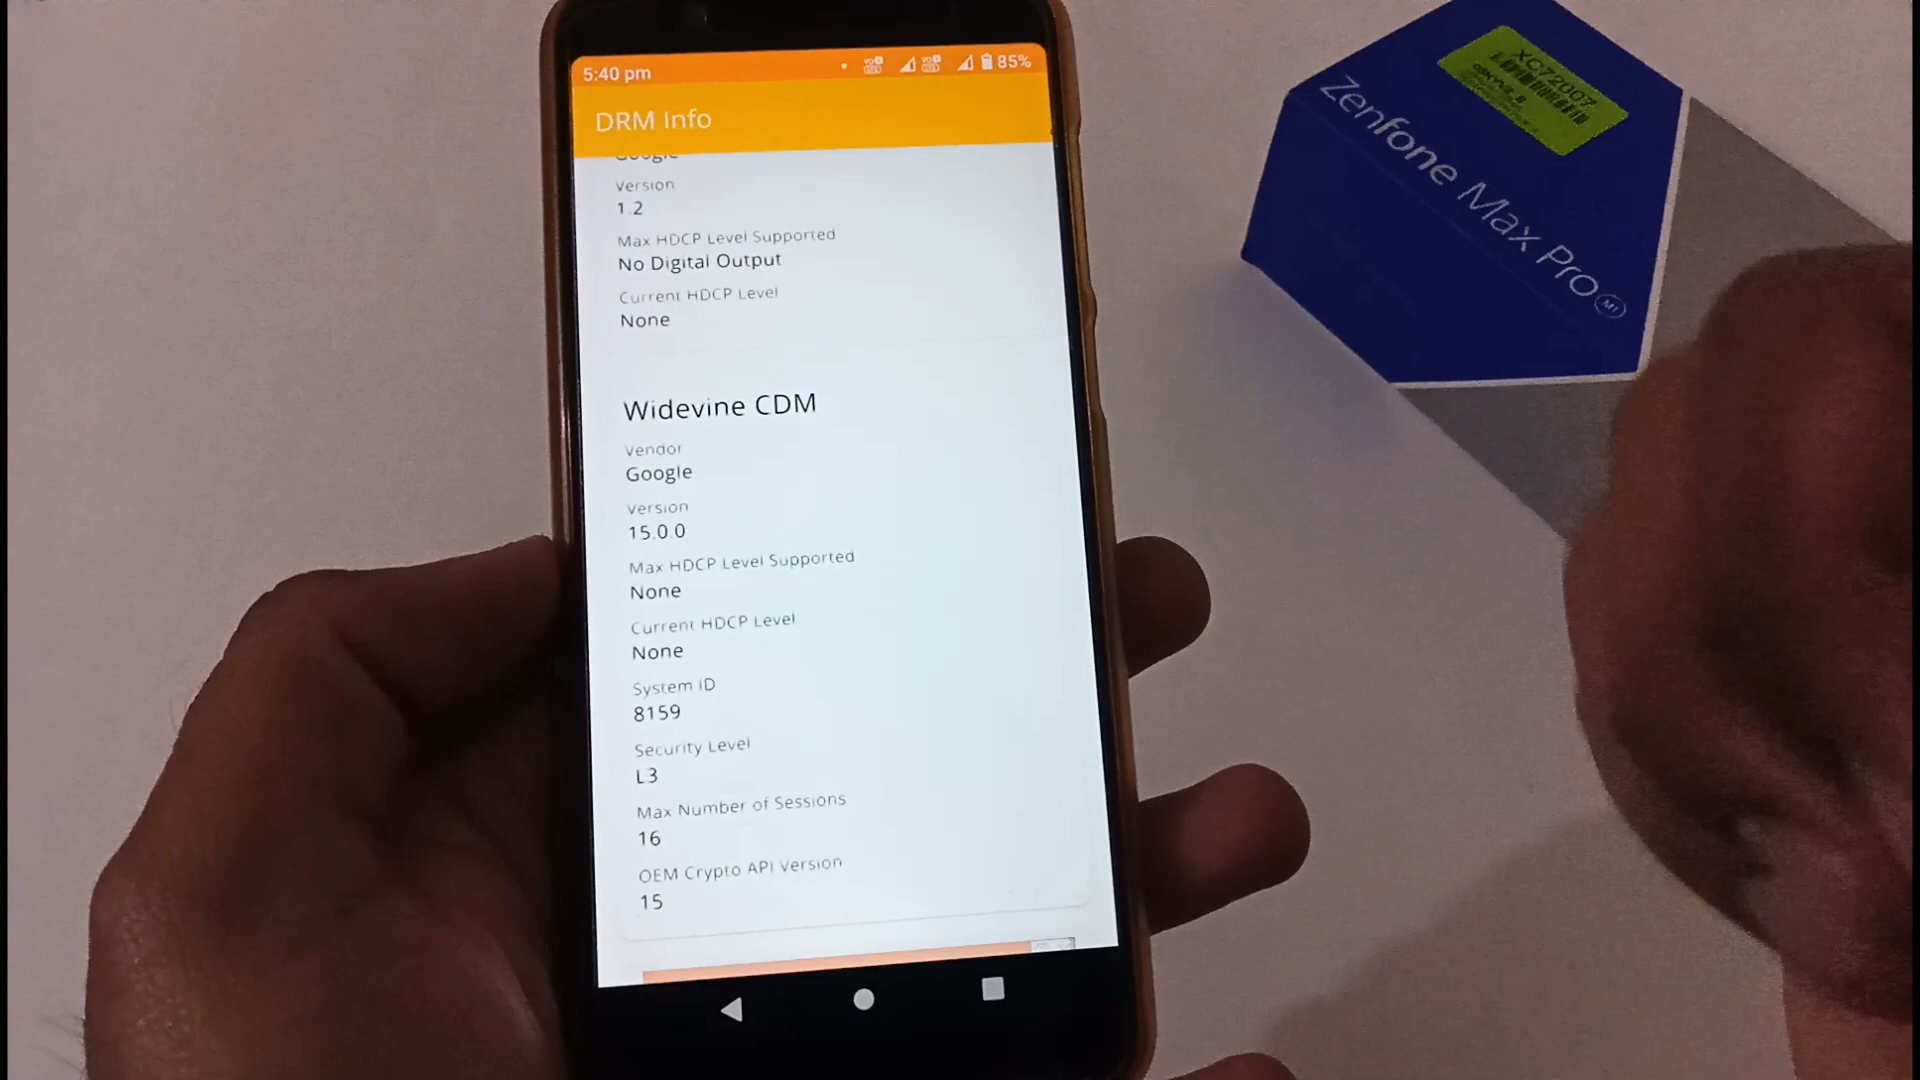 5:40 pm
85%
DRM Info
Google
Version
1.2
Max HDCP Level Supported
No Digital Output
Current HDCP Level
None
Widevine CDM
Vendor
Google
Version
15.0.0
Max HDCP Level Supported
None
Current HDCP Level
None
System ID
8159
Security Level
L3
Max Number of Sessions
16
OEM Crypto API Version
15
XC72007
Zenfone Max Pro M1